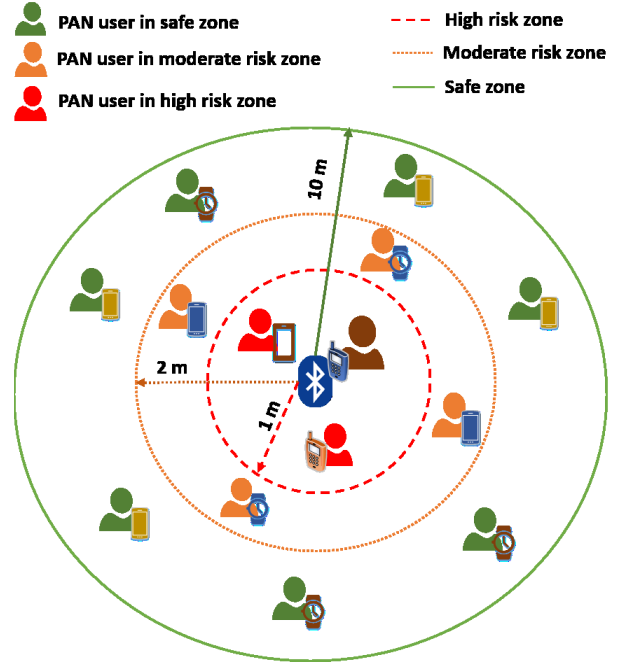 PAN user in safe zone
PAN user in moderate risk zone
PAN user in high risk zone
High risk zone
Moderate risk zone
Safe zone
10 m
2 m
1 m